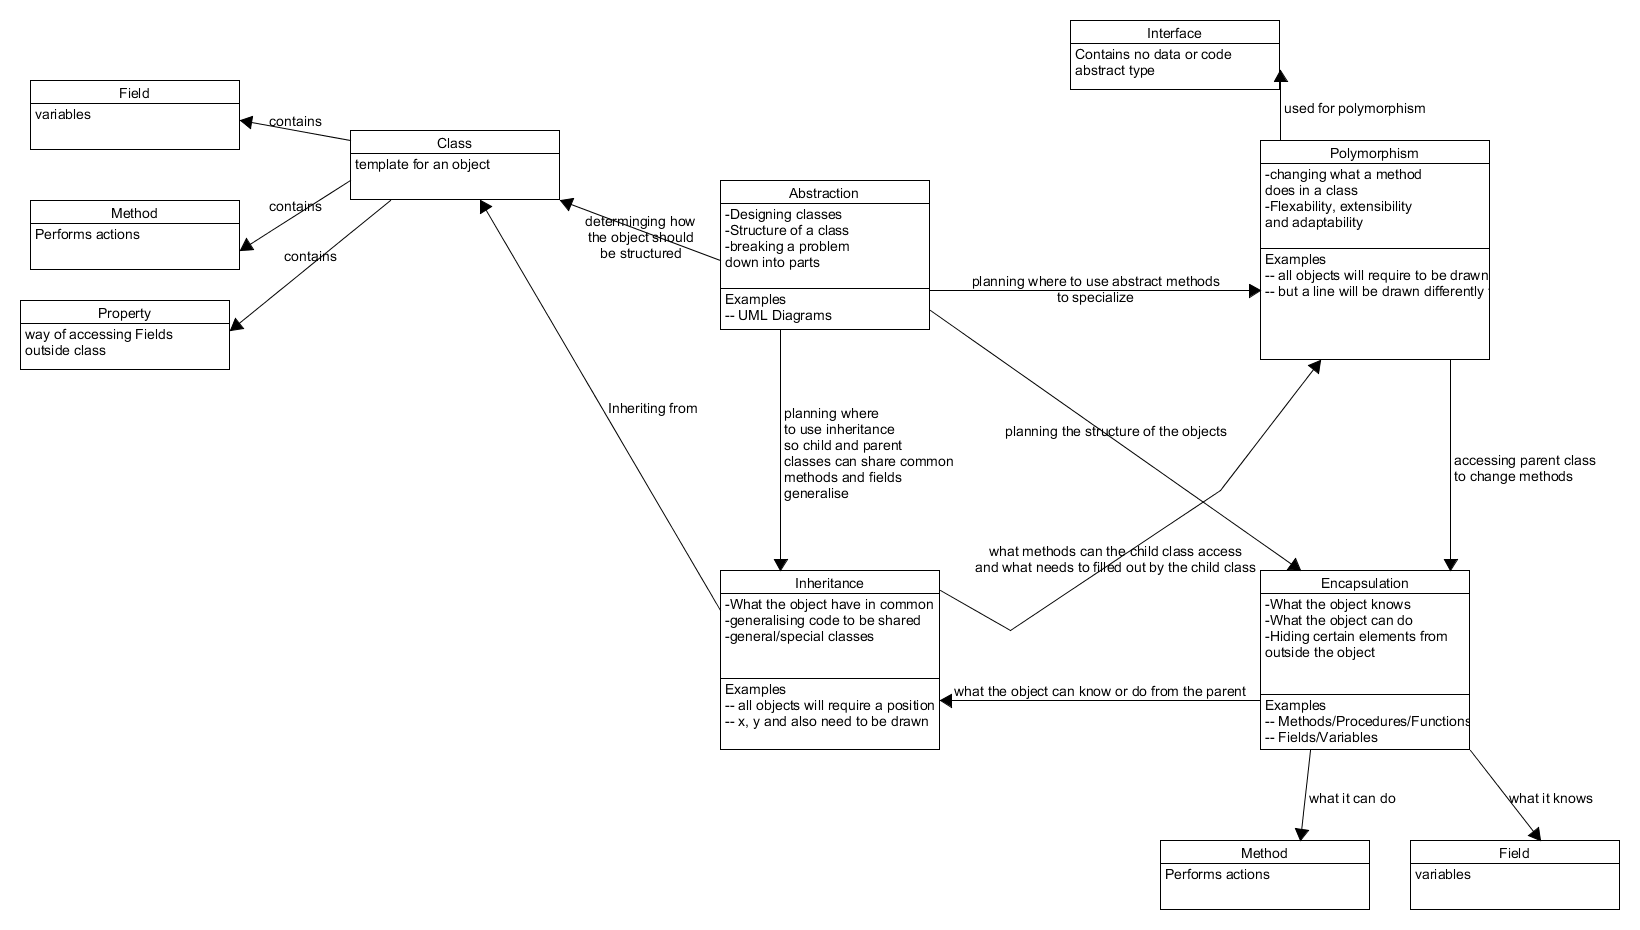 Interface
Contains no data or code
abstract type
used for polymorphism
Field
variables
contains
Class
template for an object
Method
Performs actions
contains
contains
Property
way of accessing Fields
outside class
determinging how
the object should
be structured
Abstraction
-Designing classes
-Structure of a class
-breaking a problem
down into parts
Examples
-- UML Diagrams
planning where to use abstract methods
to specialize
Polymorphism
-changing what a method
does in a class
-Flexability, extensibility
and adaptability
Examples
-- all objects will require to be drawn
-- but a line will be drawn differently
Inheriting from
planning where
to use inheritance
so child and parent
classes can share common
methods and fields
generalise
planning the structure of the objects
accessing parent class
to change methods
what methods can the child class access
and what needs to filled out by the child class
Inheritance
-What the object have in common
-generalising code to be shared
-general/special classes
Examples
-- all objects will require a position
-- x, y and also need to be drawn
what the object can know or do from the parent
Encapsulation
-What the object knows
-What the object can do
-Hiding certain elements from
outside the object
Examples
-- Methods/Procedures/Functions
-- Fields/Variables
what it can do
what it knows
Method
Performs actions
Field
variables